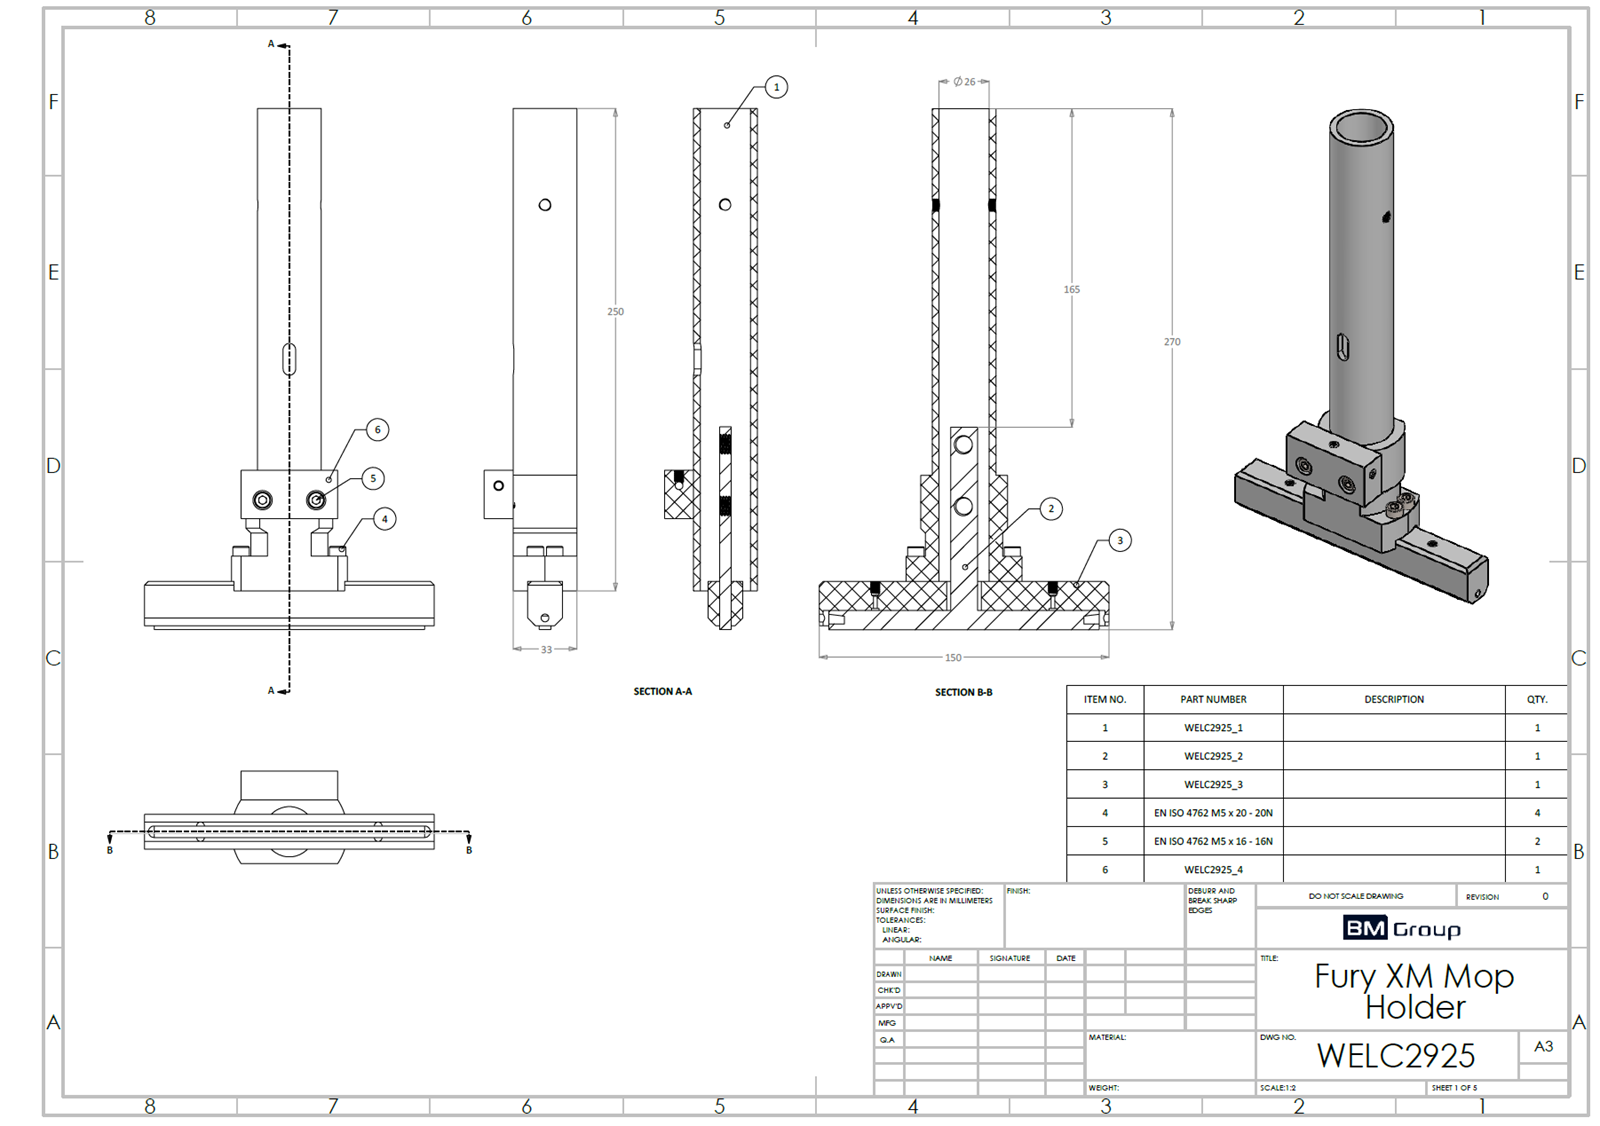 8 7 6 5 4 3 2 1
F
E
D
C
B
A
F
E
D
C
B
A
A
A
6
5
4
250
33
1
SECTION A-A
Ø26
165
270
2
3
150
SECTION B-B
B
B
ITEM NO. PART NUMBER DESCRIPTION QTY.
1 WELC2925_1 1
2 WELC2925_2 1
3 WELC2925_3 1
4 EN ISO 4762 M5 x 20 - 20N 4
5 EN ISO 4762 M5 x 16 - 16N 2
6 WELC2925_4 1
UNLESS OTHERWISE SPECIFIED:
DIMENSIONS ARE IN MILLIMETERS
SURFACE FINISH:
TOLERANCES:
LINEAR:
ANGULAR:
FINISH:
DEBURR AND
BREAK SHARP
EDGES
DO NOT SCALE DRAWING
REVISION 0
BM Group
NAME SIGNATURE DATE
DRAWN
CHK'D
APPV'D
MFG
Q.A
MATERIAL:
WEIGHT:
TITLE:
Fury XM Mop
Holder
DWG NO.
WELC2925
A3
SCALE:1:2
SHEET 1 OF 5
8 7 6 5 4 3 2 1